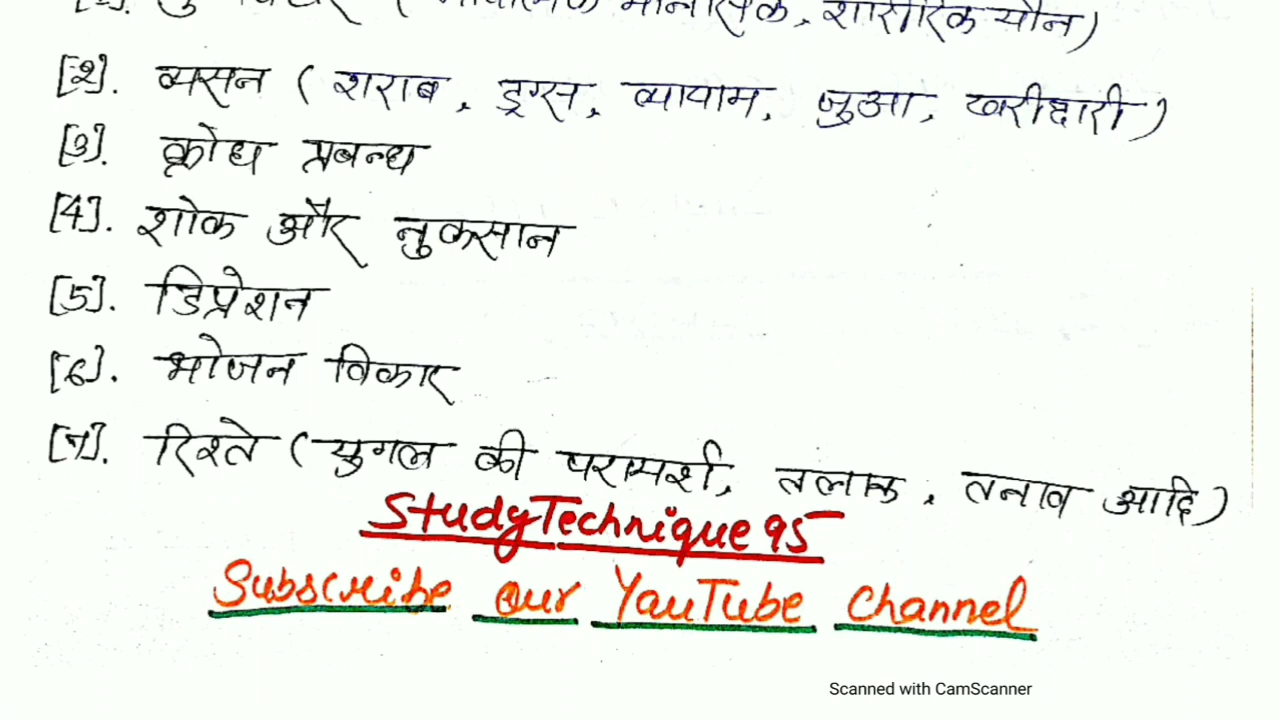 मानसिक, शारीरिक यौन)
[2]. व्यसन ( शराब, ड्रग्स, व्यायाम, जुआ, खरीद्दारी )
[3]. क्रोध प्रबन्ध
[4]. शोक और नुकसान
[5]. डिप्रेशन
[6]. भोजन विकार
[7]. रिश्ते ( युगल की परामर्श, तलाक, तनाव आदि )
StudyTechnique95
Subscribe our YouTube Channel
Scanned with CamScanner